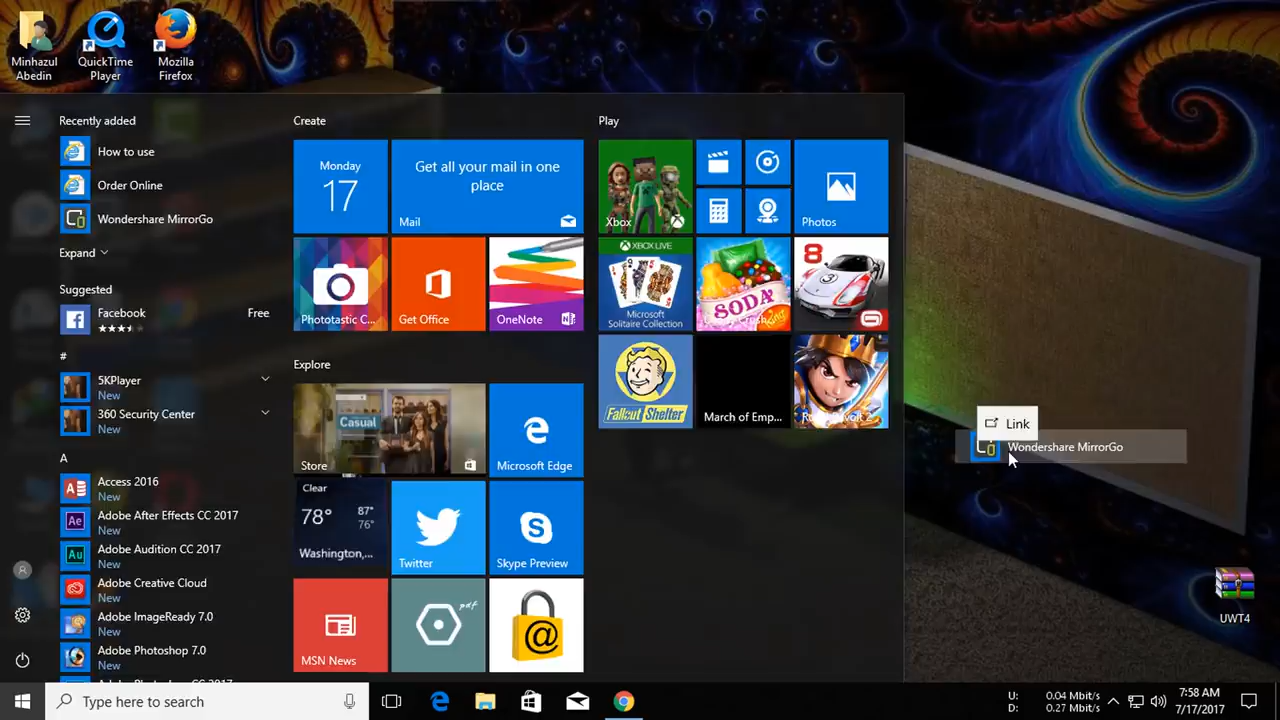 Minhazul
Abedin
QuickTime
Player
Mozilla
Firefox
Recently added
How to use
Order Online
Wondershare MirrorGo
Expand
Suggested
Facebook
Free
#
5KPlayer
New
360 Security Center
New
A
Access 2016
New
Adobe After Effects CC 2017
New
Adobe Audition CC 2017
New
Adobe Creative Cloud
New
Adobe ImageReady 7.0
New
Adobe Photoshop 7.0
New
Create
Monday
17
Get all your mail in one
place
Mail
Phototastic C...
Get Office
OneNote
Explore
Store
Casual
Microsoft Edge
Clear
78°
87°
76°
Washington,...
Twitter
Skype Preview
MSN News
pdf
Play
Xbox
Photos
XBOX LIVE
Microsoft
Solitaire Collection
SODA
8
Fallout Shelter
March of Emp...
Link
Wondershare MirrorGo
UWT4
Type here to search
U:
0.04 Mbit/s
D:
0.27 Mbit/s
7:58 AM
7/17/2017